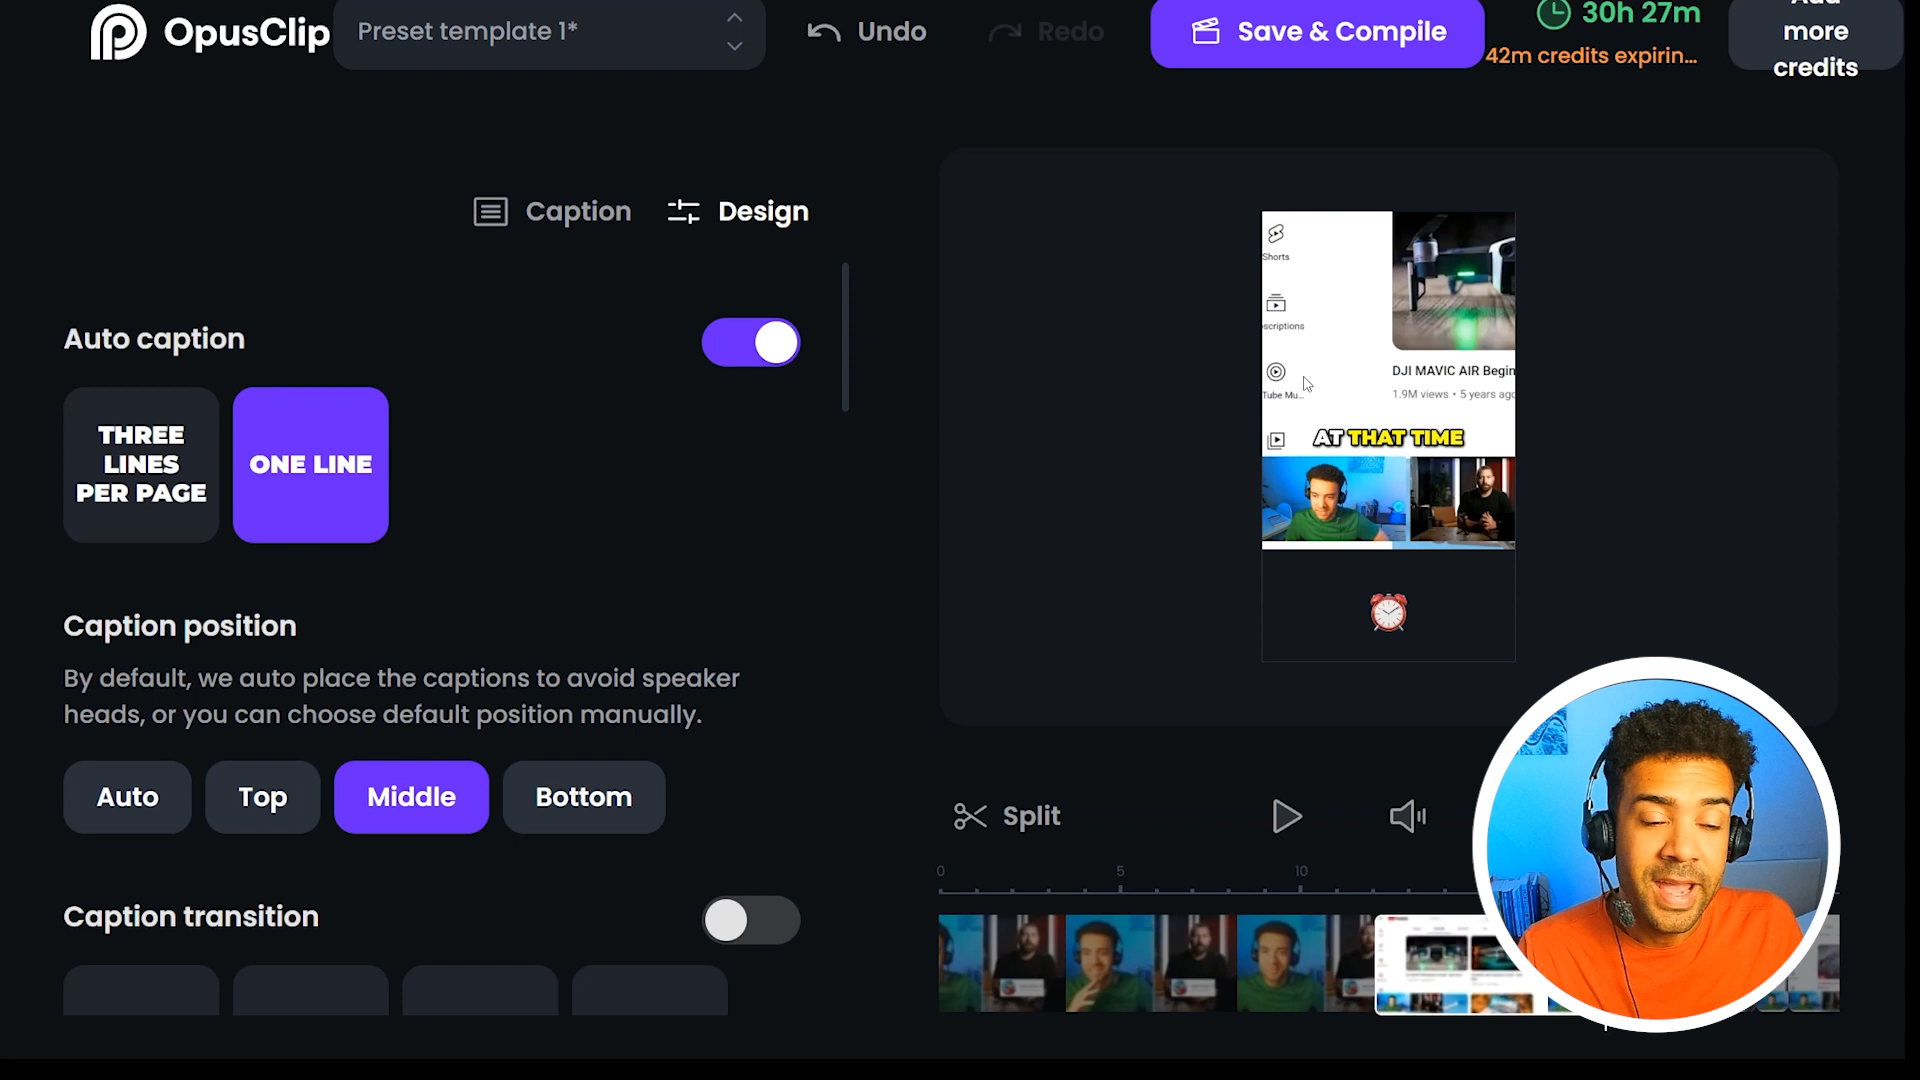 OpusClip
Preset template 1*
Undo
Redo
Save & Compile
30h 27m
42m credits expirin...
more
credits
Caption
Design
Auto caption
THREE
LINES
PER PAGE
ONE LINE
Caption position
By default, we auto place the captions to avoid speaker
heads, or you can choose default position manually.
Auto
Top
Middle
Bottom
Caption transition
Shorts
scriptions
Tube Mu...
DJI MAVIC AIR Begin
1.9M views • 5 years ago
AT THAT TIME
Split
0
5
10